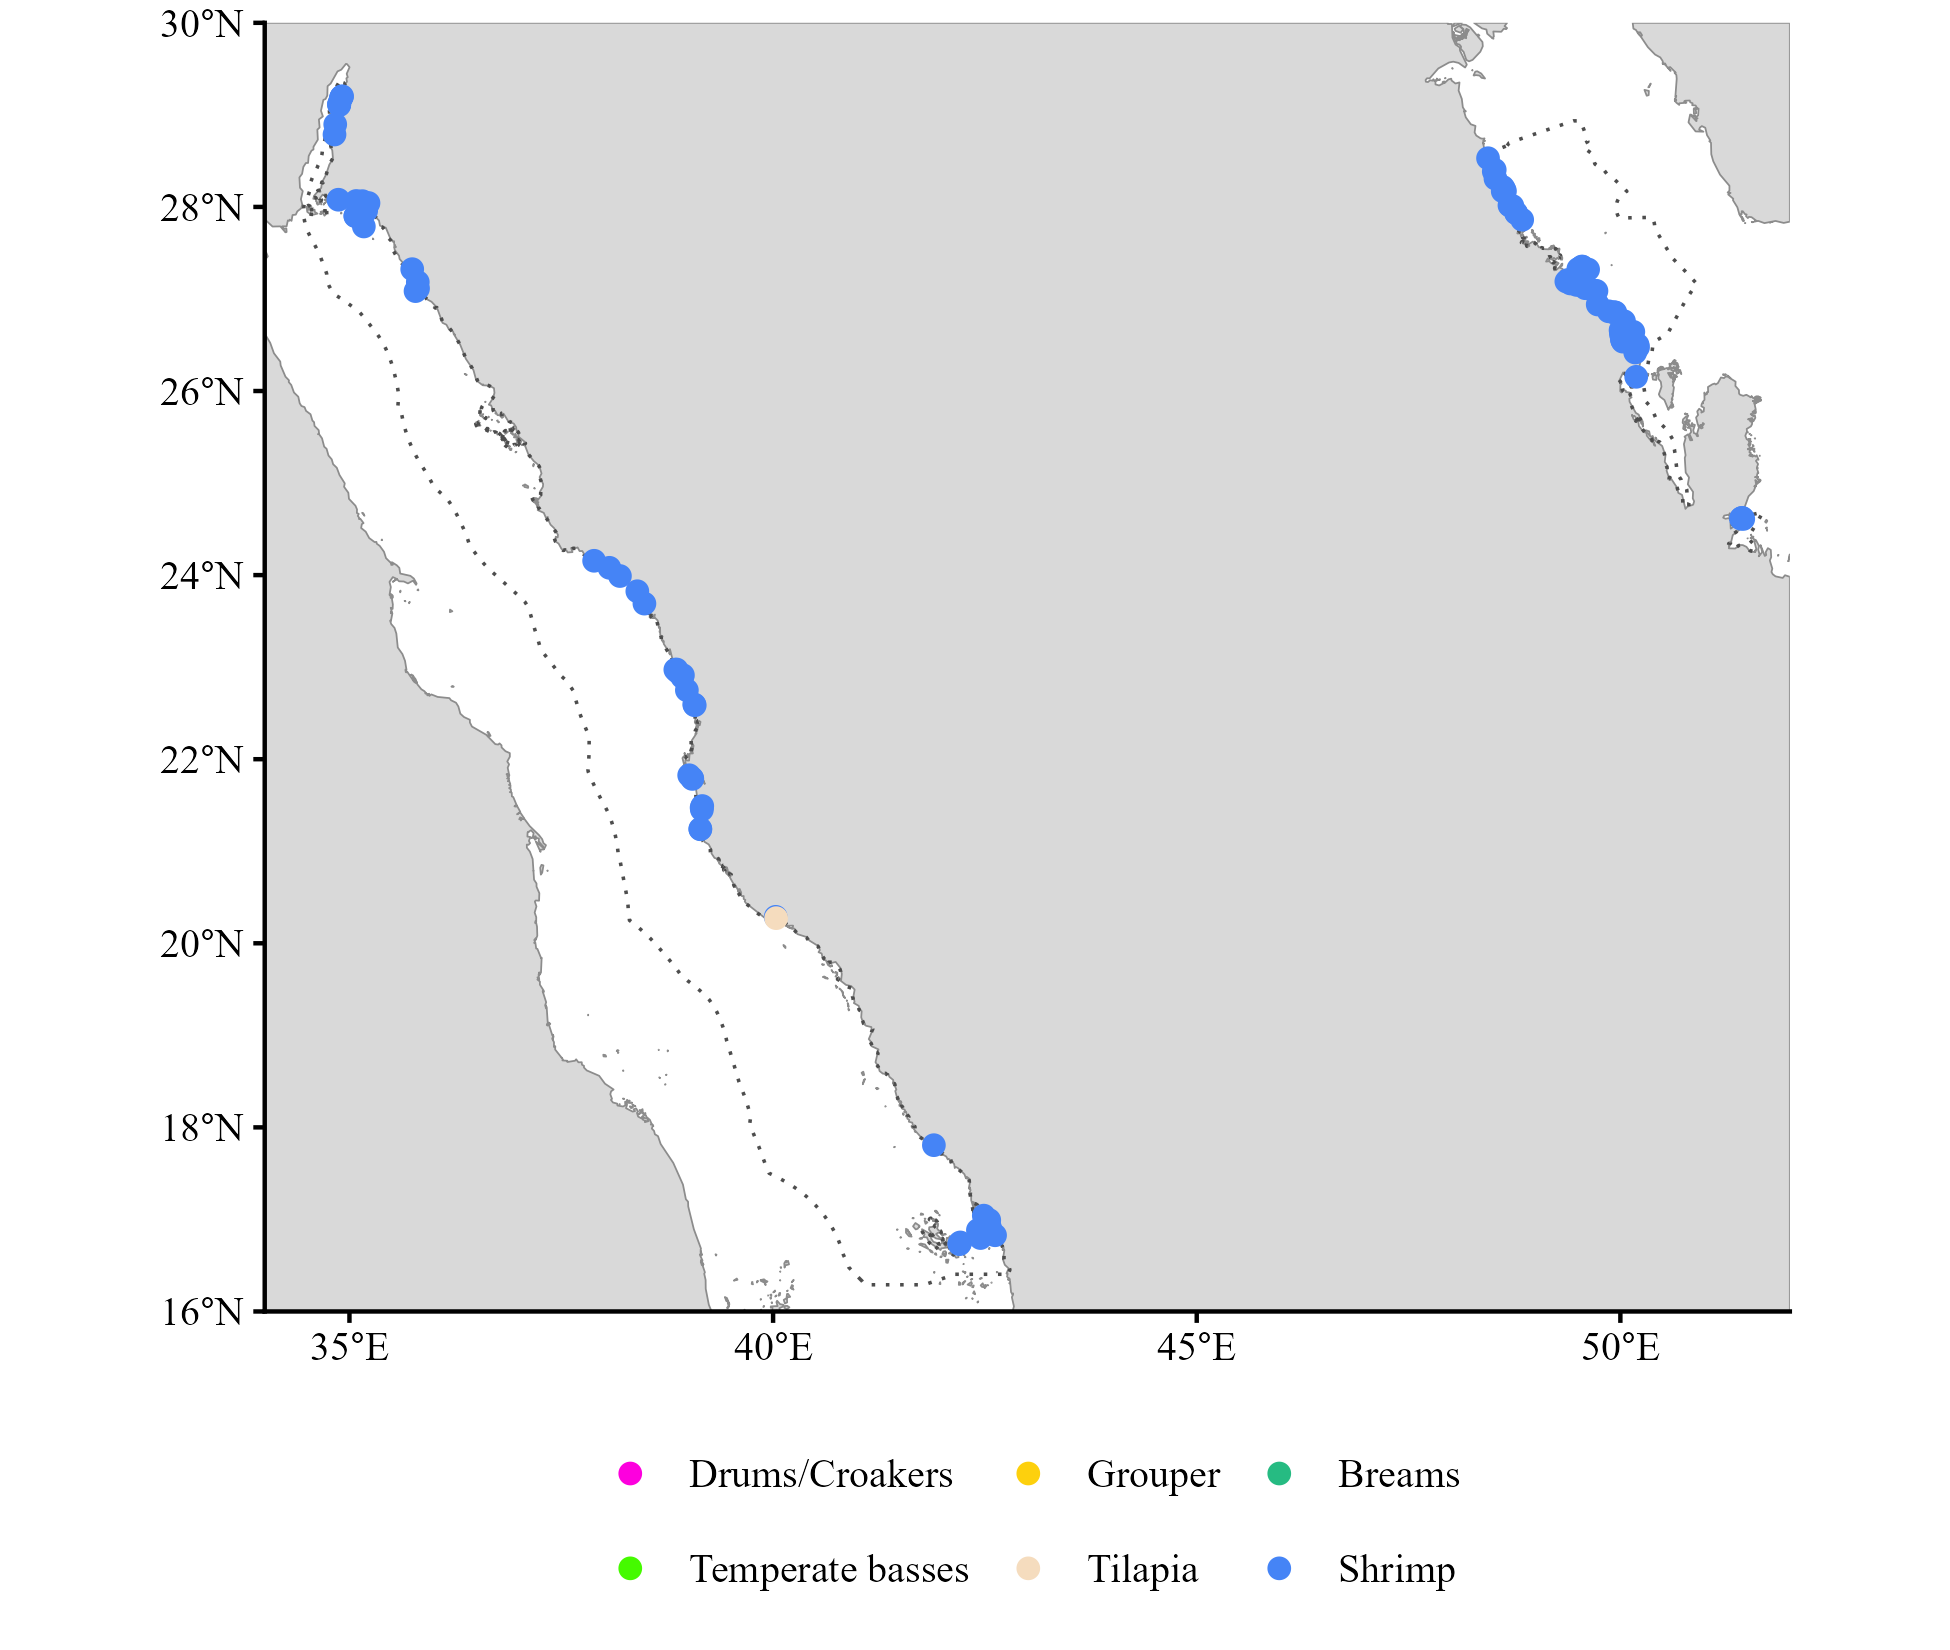 30°N
28°N
26°N
24°N
22°N
20°N
18°N
16°N
35°E 40°E 45°E 50°E
Drums/Croakers Grouper Breams
Temperate basses Tilapia Shrimp